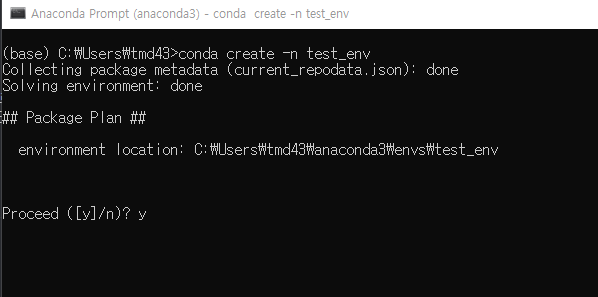 Anaconda Prompt (anaconda3) - conda  create -n test_env
(base) C:₩Users₩tmd43>conda create -n test_env
Collecting package metadata (current_repodata.json): done
Solving environment: done
## Package Plan ##
environment location: C:₩Users₩tmd43₩anaconda3₩envs₩test_env
Proceed ([y]/n)? y